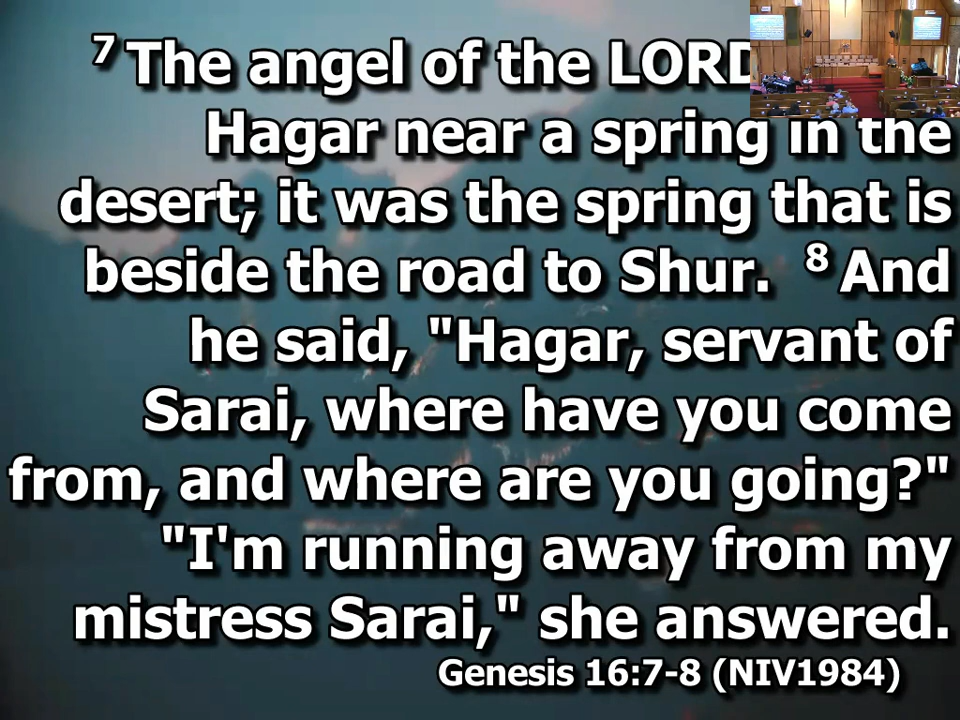 7 The angel of the LORD
Hagar near a spring in the
desert; it was the spring that is
beside the road to Shur. 8 And
he said, "Hagar, servant of
Sarai, where have you come
from, and where are you going?"
"I'm running away from my
mistress Sarai," she answered.
Genesis 16:7-8 (NIV1984)